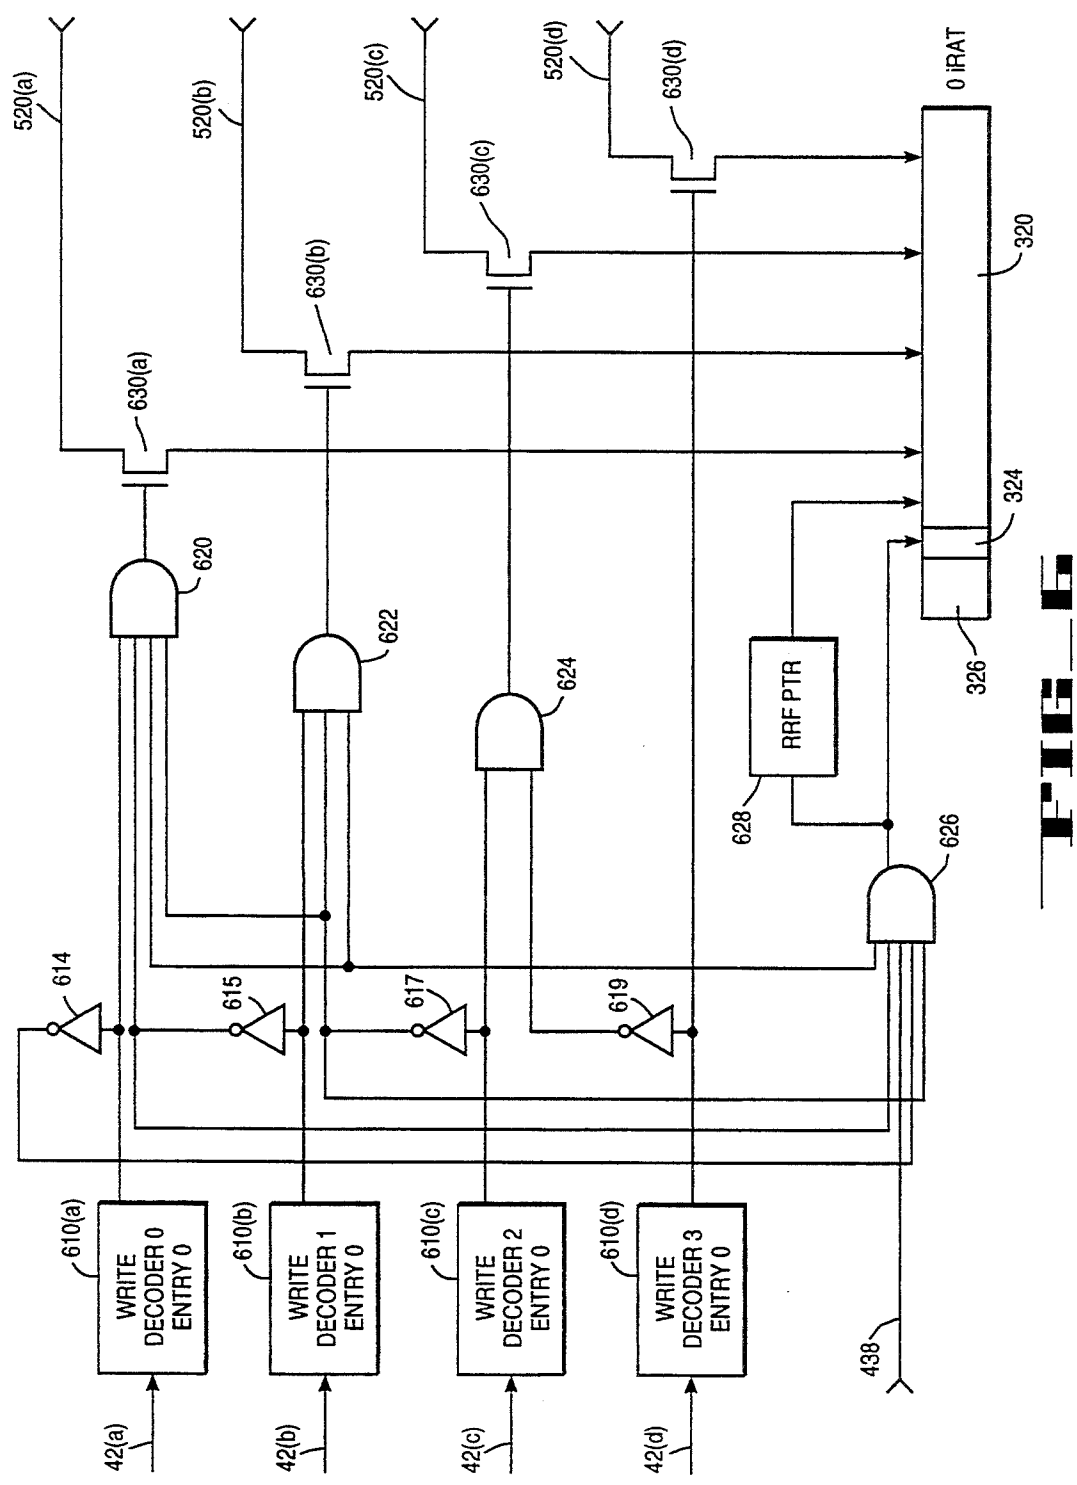 42(a)
610(a)
WRITE
DECODER 0
ENTRY 0
614
620
630(a)
520(a)
42(b)
610(b)
WRITE
DECODER 1
ENTRY 0
615
622
630(b)
520(b)
42(c)
610(c)
WRITE
DECODER 2
ENTRY 0
617
624
630(c)
520(c)
42(d)
610(d)
WRITE
DECODER 3
ENTRY 0
619
630(d)
520(d)
628
RRF PTR
438
626
326
324
320
0 iRAT